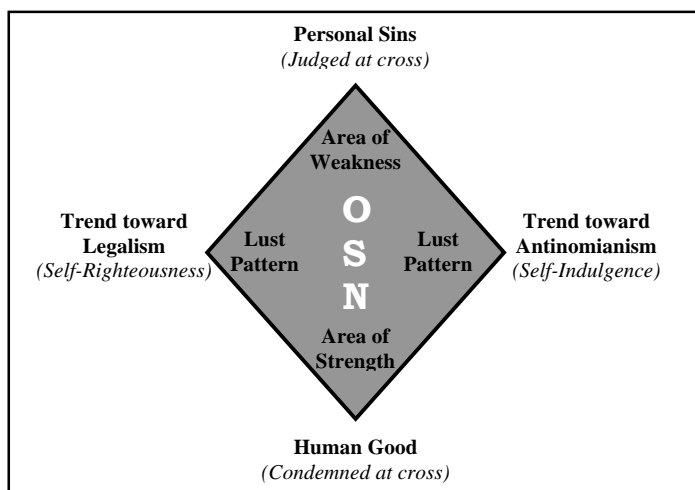 Personal Sins
(Judged at cross)
Area of
Weakness
O
S
N
Trend toward
Legalism
(Self-Righteousness)
Lust
Pattern
Lust
Pattern
Trend toward
Antinomianism
(Self-Indulgence)
Area of
Strength
Human Good
(Condemned at cross)